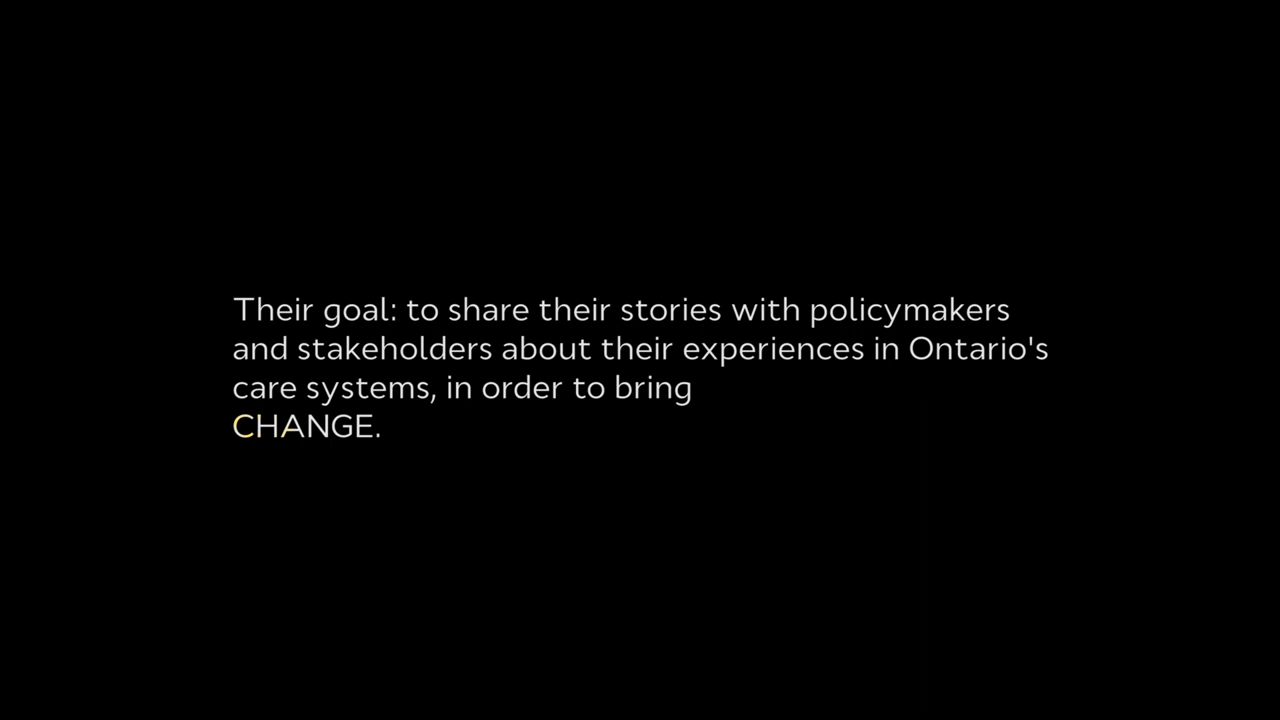 Their goal: to share their stories with policymakers
and stakeholders about their experiences in Ontario's
care systems, in order to bring
CHANGE.